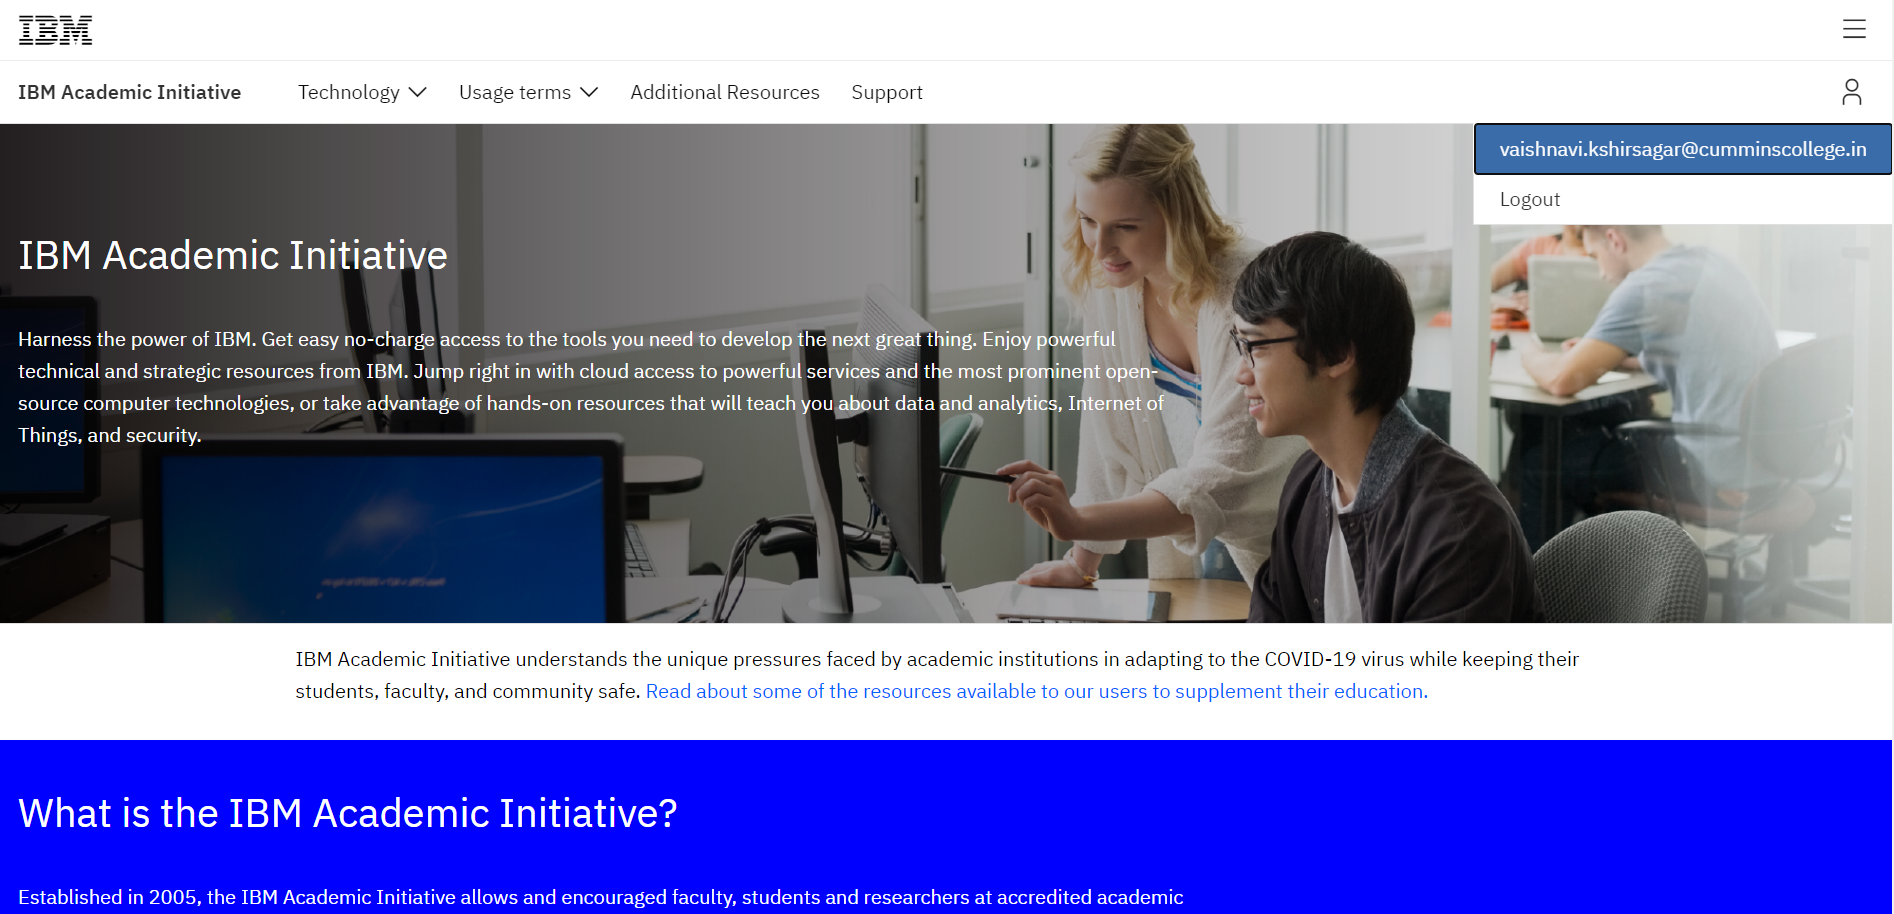 IBM
IBM Academic Initiative
Technology
Usage terms
Additional Resources
Support
vaishnavi.kshirsagar@cumminscollege.in
Logout
IBM Academic Initiative
Harness the power of IBM. Get easy no-charge access to the tools you need to develop the next great thing. Enjoy powerful
technical and strategic resources from IBM. Jump right in with cloud access to powerful services and the most prominent open-
source computer technologies, or take advantage of hands-on resources that will teach you about data and analytics, Internet of
Things, and security.
IBM Academic Initiative understands the unique pressures faced by academic institutions in adapting to the COVID-19 virus while keeping their
students, faculty, and community safe. Read about some of the resources available to our users to supplement their education.
What is the IBM Academic Initiative?
Established in 2005, the IBM Academic Initiative allows and encouraged faculty, students and researchers at accredited academic